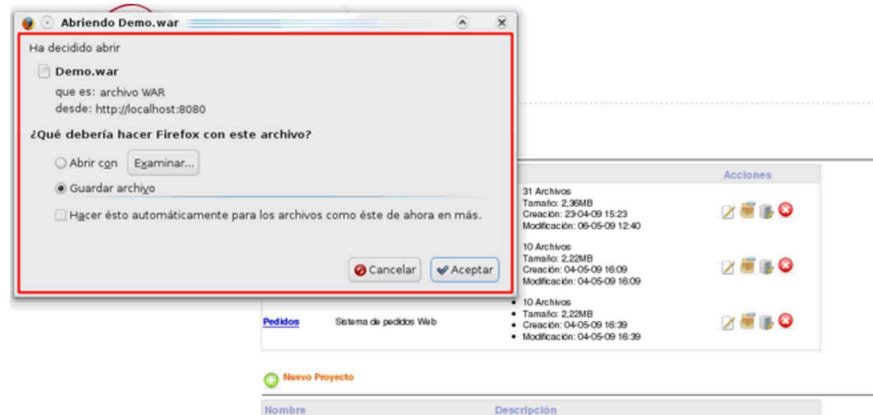 Abriendo Demo.war
Ha decidido abrir
Demo.war
que es: archivo WAR
desde: http://localhost:8080
¿Qué debería hacer Firefox con este archivo?
Abrir con Examinar...
Guardar archivo
Hacer ésto automáticamente para los archivos como éste de ahora en más.
Cancelar Aceptar
Acciones
31 Archivos
Tamaño: 2,36MB
Creación: 23-04-09 15:23
Modificación: 06-05-09 12:40
10 Archivos
Tamaño: 2,22MB
Creación: 04-05-09 16:09
Modificación: 04-05-09 16:09
Pedidos Sistema de pedidos Web
• 10 Archivos
• Tamaño: 2,22MB
• Creación: 04-05-09 16:39
• Modificación: 04-05-09 16:39
Nuevo Proyecto
Nombre Descripción